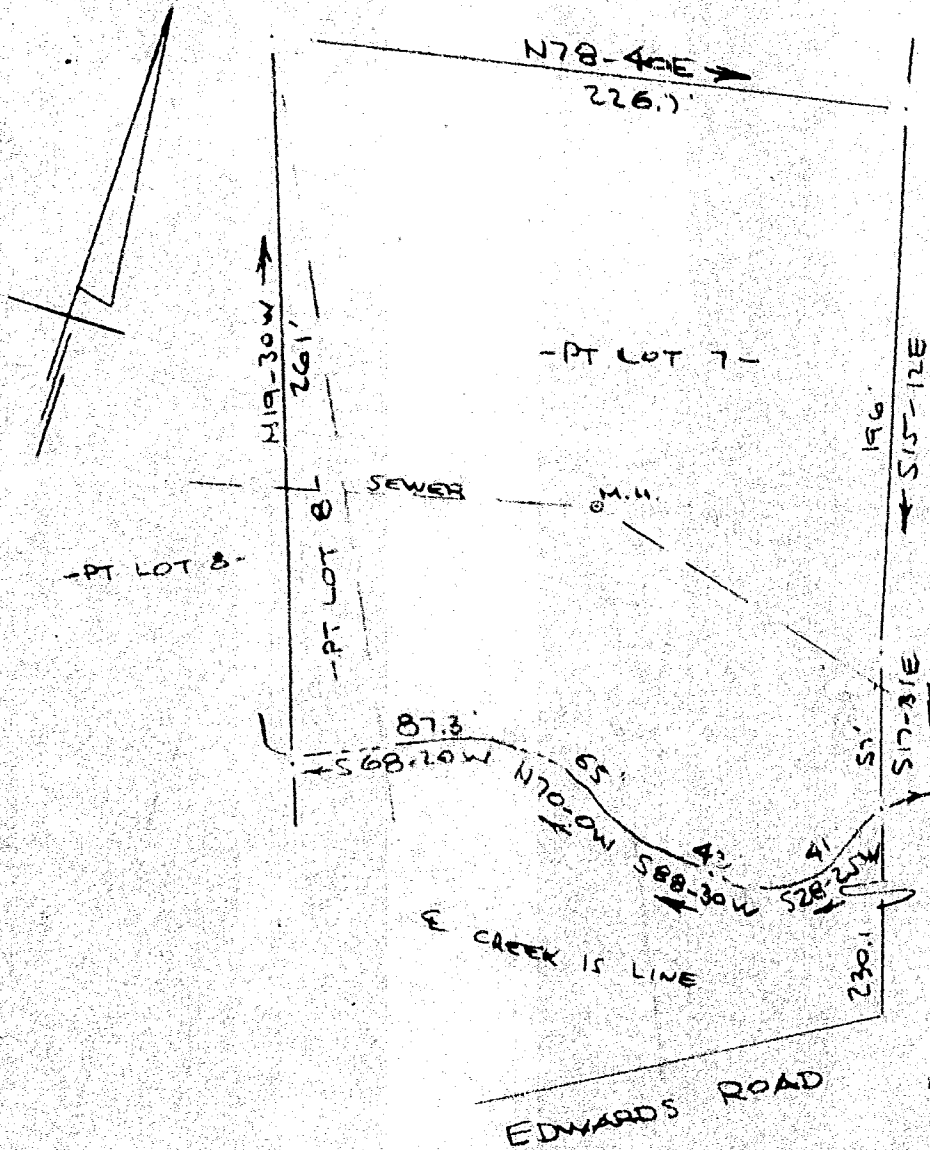 N78-40E
226.1'
N19-30W
261'
-PT LOT 7-
196'
S15-12E
SEWER
M.H.
-PT LOT 8-
-PT LOT 8-
S17-31E
87.3'
S68-20W
65'
N70-0W
S88-30W
41
S28-25W
℄ CREEK IS LINE
230.1
EDWARDS ROAD